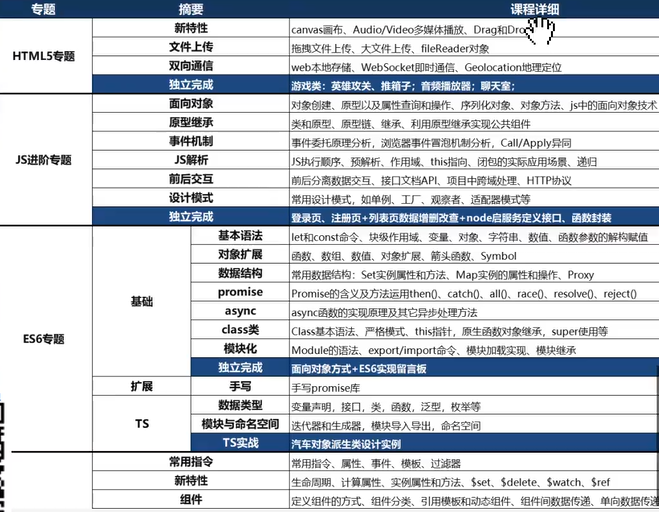 专题 摘要 课程详细
HTML5专题
新特性 canvas画布、Audio/Video多媒体播放、Drag和Dro
文件上传 拖拽文件上传、大文件上传、fileReader对象
双向通信 web本地存储、WebSocket即时通信、Geolocation地理定位
独立完成 游戏类：英雄攻关、推箱子；音频播放器；聊天室；
JS进阶专题
面向对象 对象创建、原型以及属性查询和操作、序列化对象、对象方法、js中的面向对象技术
原型继承 类和原型、原型链、继承、利用原型继承实现公共组件
事件机制 事件委托原理分析，浏览器事件冒泡机制分析，Call/Apply异同
JS解析 JS执行顺序、预解析、作用域、this指向、闭包的实际应用场景、递归
前后交互 前后分离数据交互、接口文档API、项目中跨域处理、HTTP协议
设计模式 常用设计模式，如单例、工厂、观察者、适配器模式等
独立完成 登录页、注册页+列表页数据增删改查+node启服务定义接口、函数封装
ES6专题
基础
基本语法 let和const命令、块级作用域、变量、对象、字符串、数值、函数参数的解构赋值
对象扩展 函数、数组、数值、对象扩展、箭头函数、Symbol
数据结构 常用数据结构：Set实例属性和方法、Map实例的属性和操作、Proxy
promise Promise的含义及方法运用then()、catch()、all()、race()、resolve()、reject()
async async函数的实现原理及其它异步处理方法
class类 Class基本语法、严格模式、this指针，原生函数对象继承，super使用等
模块化 Module的语法、export/import命令、模块加载实现、模块继承
独立完成 面向对象方式+ES6实现留言板
扩展 手写 手写promise库
TS
数据类型 变量声明，接口，类，函数，泛型，枚举等
模块与命名空间 迭代器和生成器，模块导入导出，命名空间
TS实战 汽车对象派生类设计实例
常用指令 常用指令、属性、事件、模板、过滤器
新特性 生命周期、计算属性、实例属性和方法、$set、$delete、$watch、$ref
组件 定义组件的方式、组件分类、引用模板和动态组件、组件间数据传递、单向数据传递